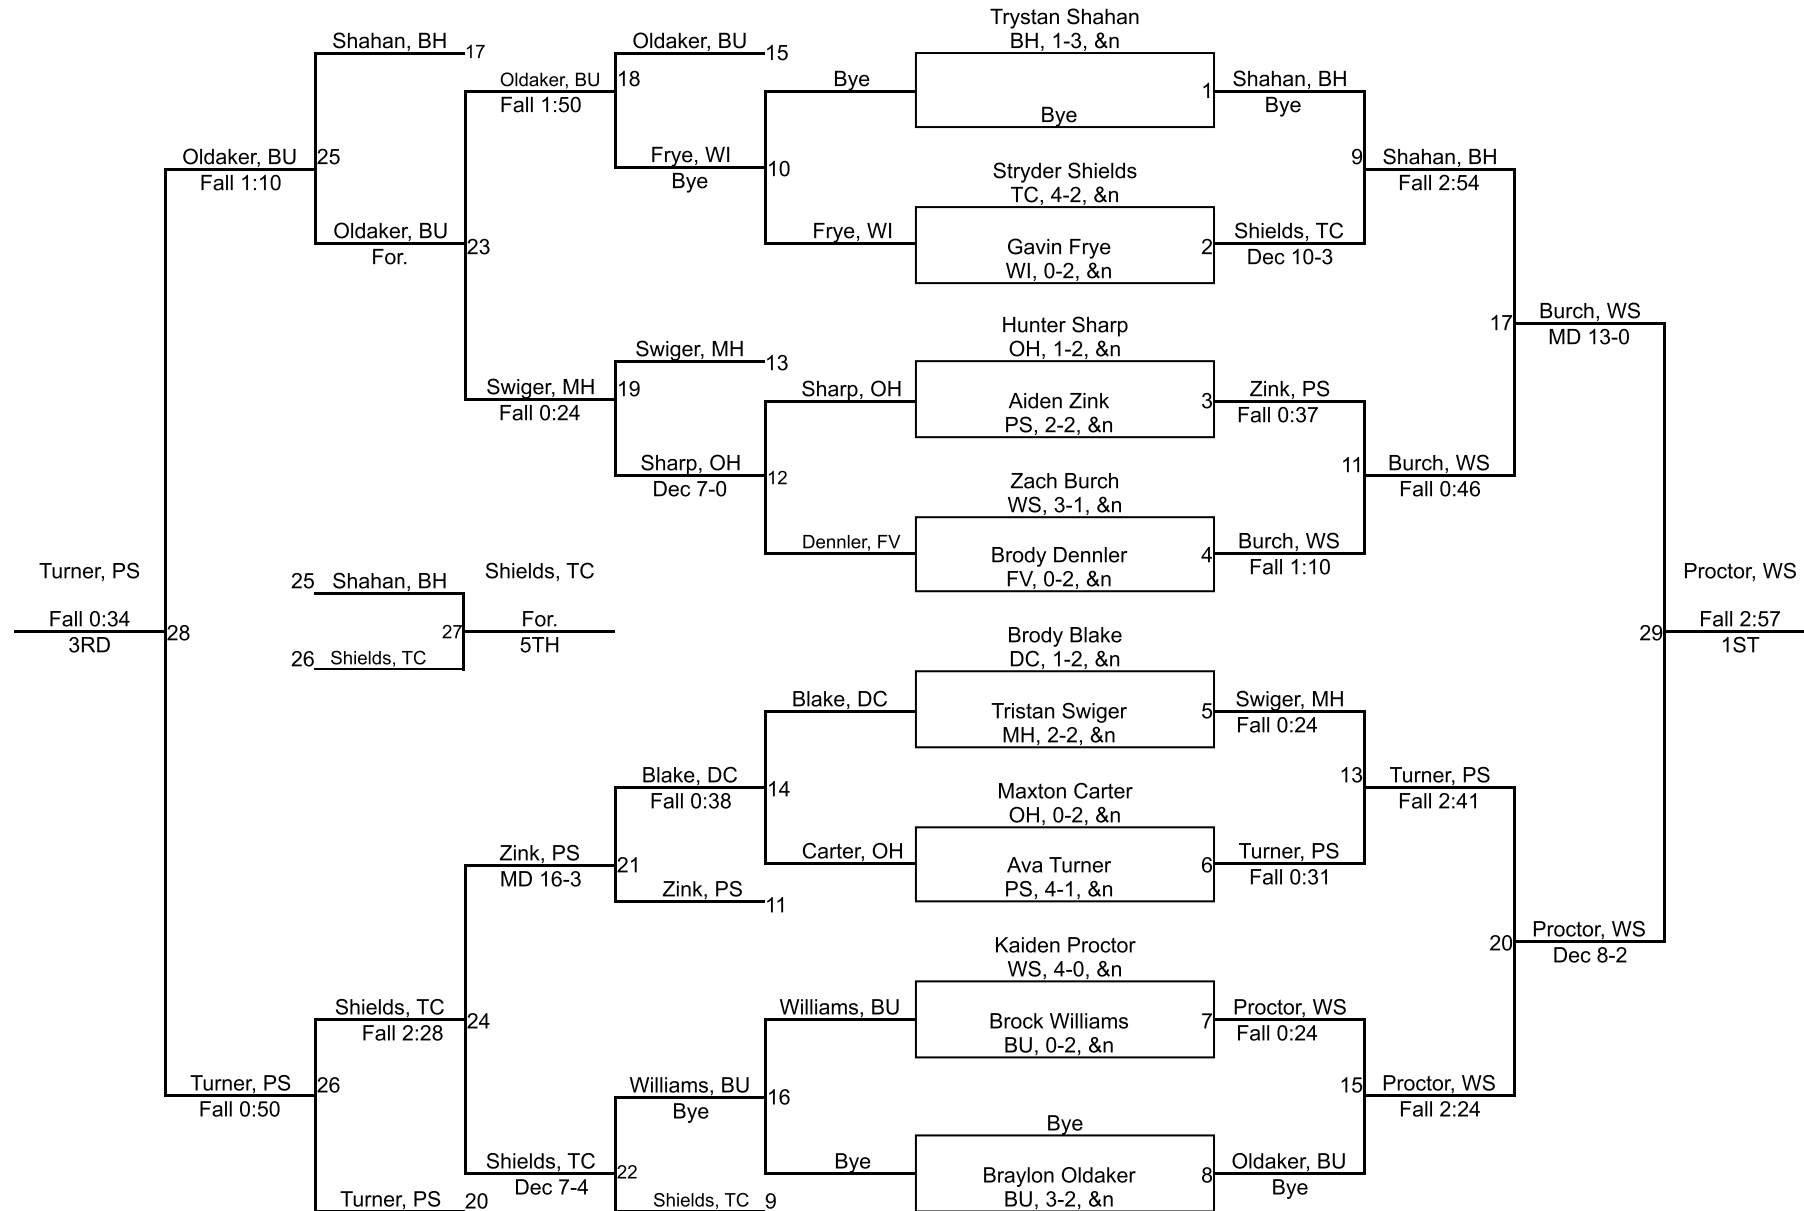 Trystan Shahan
Shahan, BH
Oldaker, BU
BH, 1-3, &n
17
15
Oldaker, BU
18
Bye
Shahan, BH
Fall 1:50
1
Bye
Bye
Oldaker, BU
25
Frye, WI
10
9
Shahan, BH
Fall 1:10
Bye
Stryder Shields
Fall 2:54
TC, 4-2, &n
Oldaker, BU
Frye, WI
Shields, TC
For.
23
Gavin Frye
2
Dec 10-3
WI, 0-2, &n
Hunter Sharp
17
Burch, WS
Swiger, MH
13
OH, 1-2, &n
MD 13-0
Swiger, MH
19
Sharp, OH
Zink, PS
Fall 0:24
Aiden Zink
3
Fall 0:37
PS, 2-2, &n
Sharp, OH
12
11
Burch, WS
Dec 7-0
Zach Burch
Fall 0:46
WS, 3-1, &n
Dennler, FV
Brody Dennler
4
Burch, WS
FV, 0-2, &n
Fall 1:10
Turner, PS
25
Shahan, BH
Shields, TC
Proctor, WS
Fall 0:34
28
27
For.
29
Fall 2:57
3RD
26
Shields, TC
5TH
Brody Blake
1ST
DC, 1-2, &n
Blake, DC
Swiger, MH
Tristan Swiger
5
Fall 0:24
MH, 2-2, &n
Blake, DC
14
13
Turner, PS
Fall 0:38
Maxton Carter
Fall 2:41
OH, 0-2, &n
Zink, PS
21
Carter, OH
Turner, PS
MD 16-3
Ava Turner
6
Fall 0:31
Zink, PS
11
PS, 4-1, &n
Kaiden Proctor
20
Proctor, WS
WS, 4-0, &n
Dec 8-2
Shields, TC
24
Williams, BU
Proctor, WS
Fall 2:28
Brock Williams
7
Fall 0:24
BU, 0-2, &n
Turner, PS
26
Williams, BU
16
15
Proctor, WS
Fall 0:50
Bye
Fall 2:24
Bye
Shields, TC
22
Bye
Oldaker, BU
Dec 7-4
Braylon Oldaker
8
Bye
Turner, PS
20
Shields, TC
9
BU, 3-2, &n